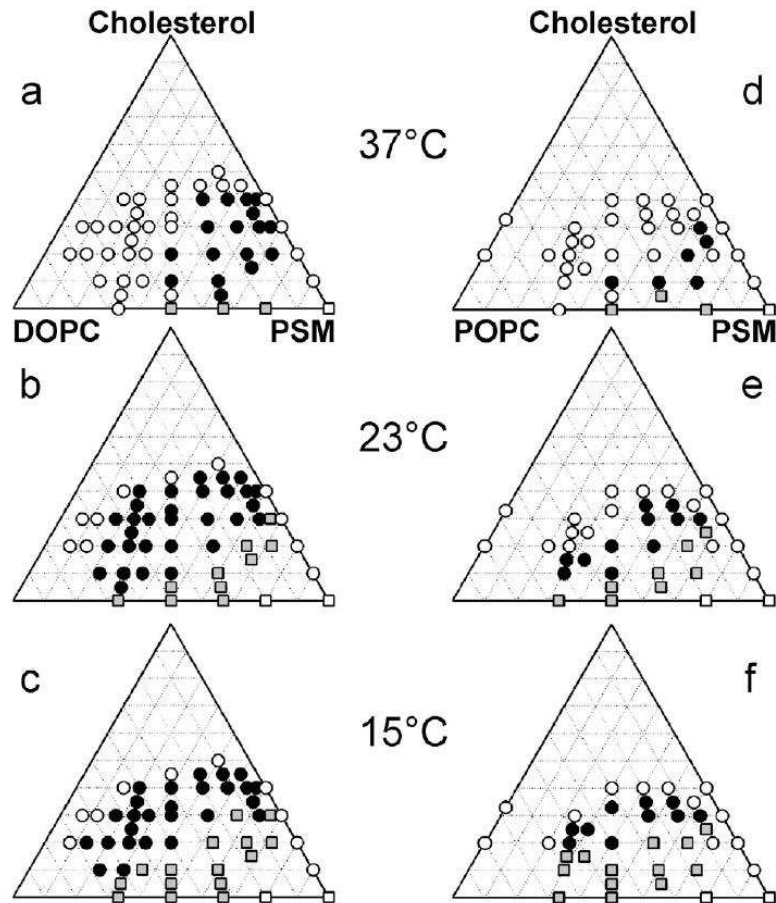 Cholesterol Cholesterol
a 37°C d
DOPC PSM POPC PSM
b 23°C e
c 15°C f